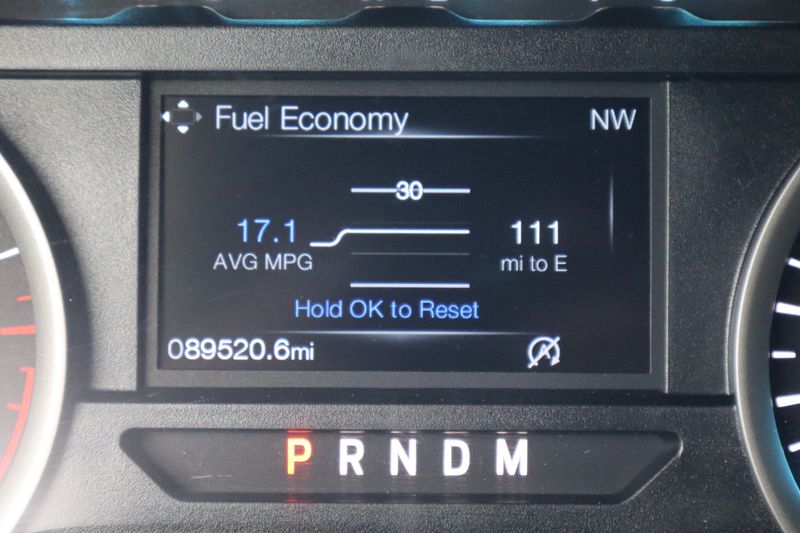 Fuel Economy NW
30
17.1 111
AVG MPG mi to E
Hold OK to Reset
089520.6mi
P R N D M